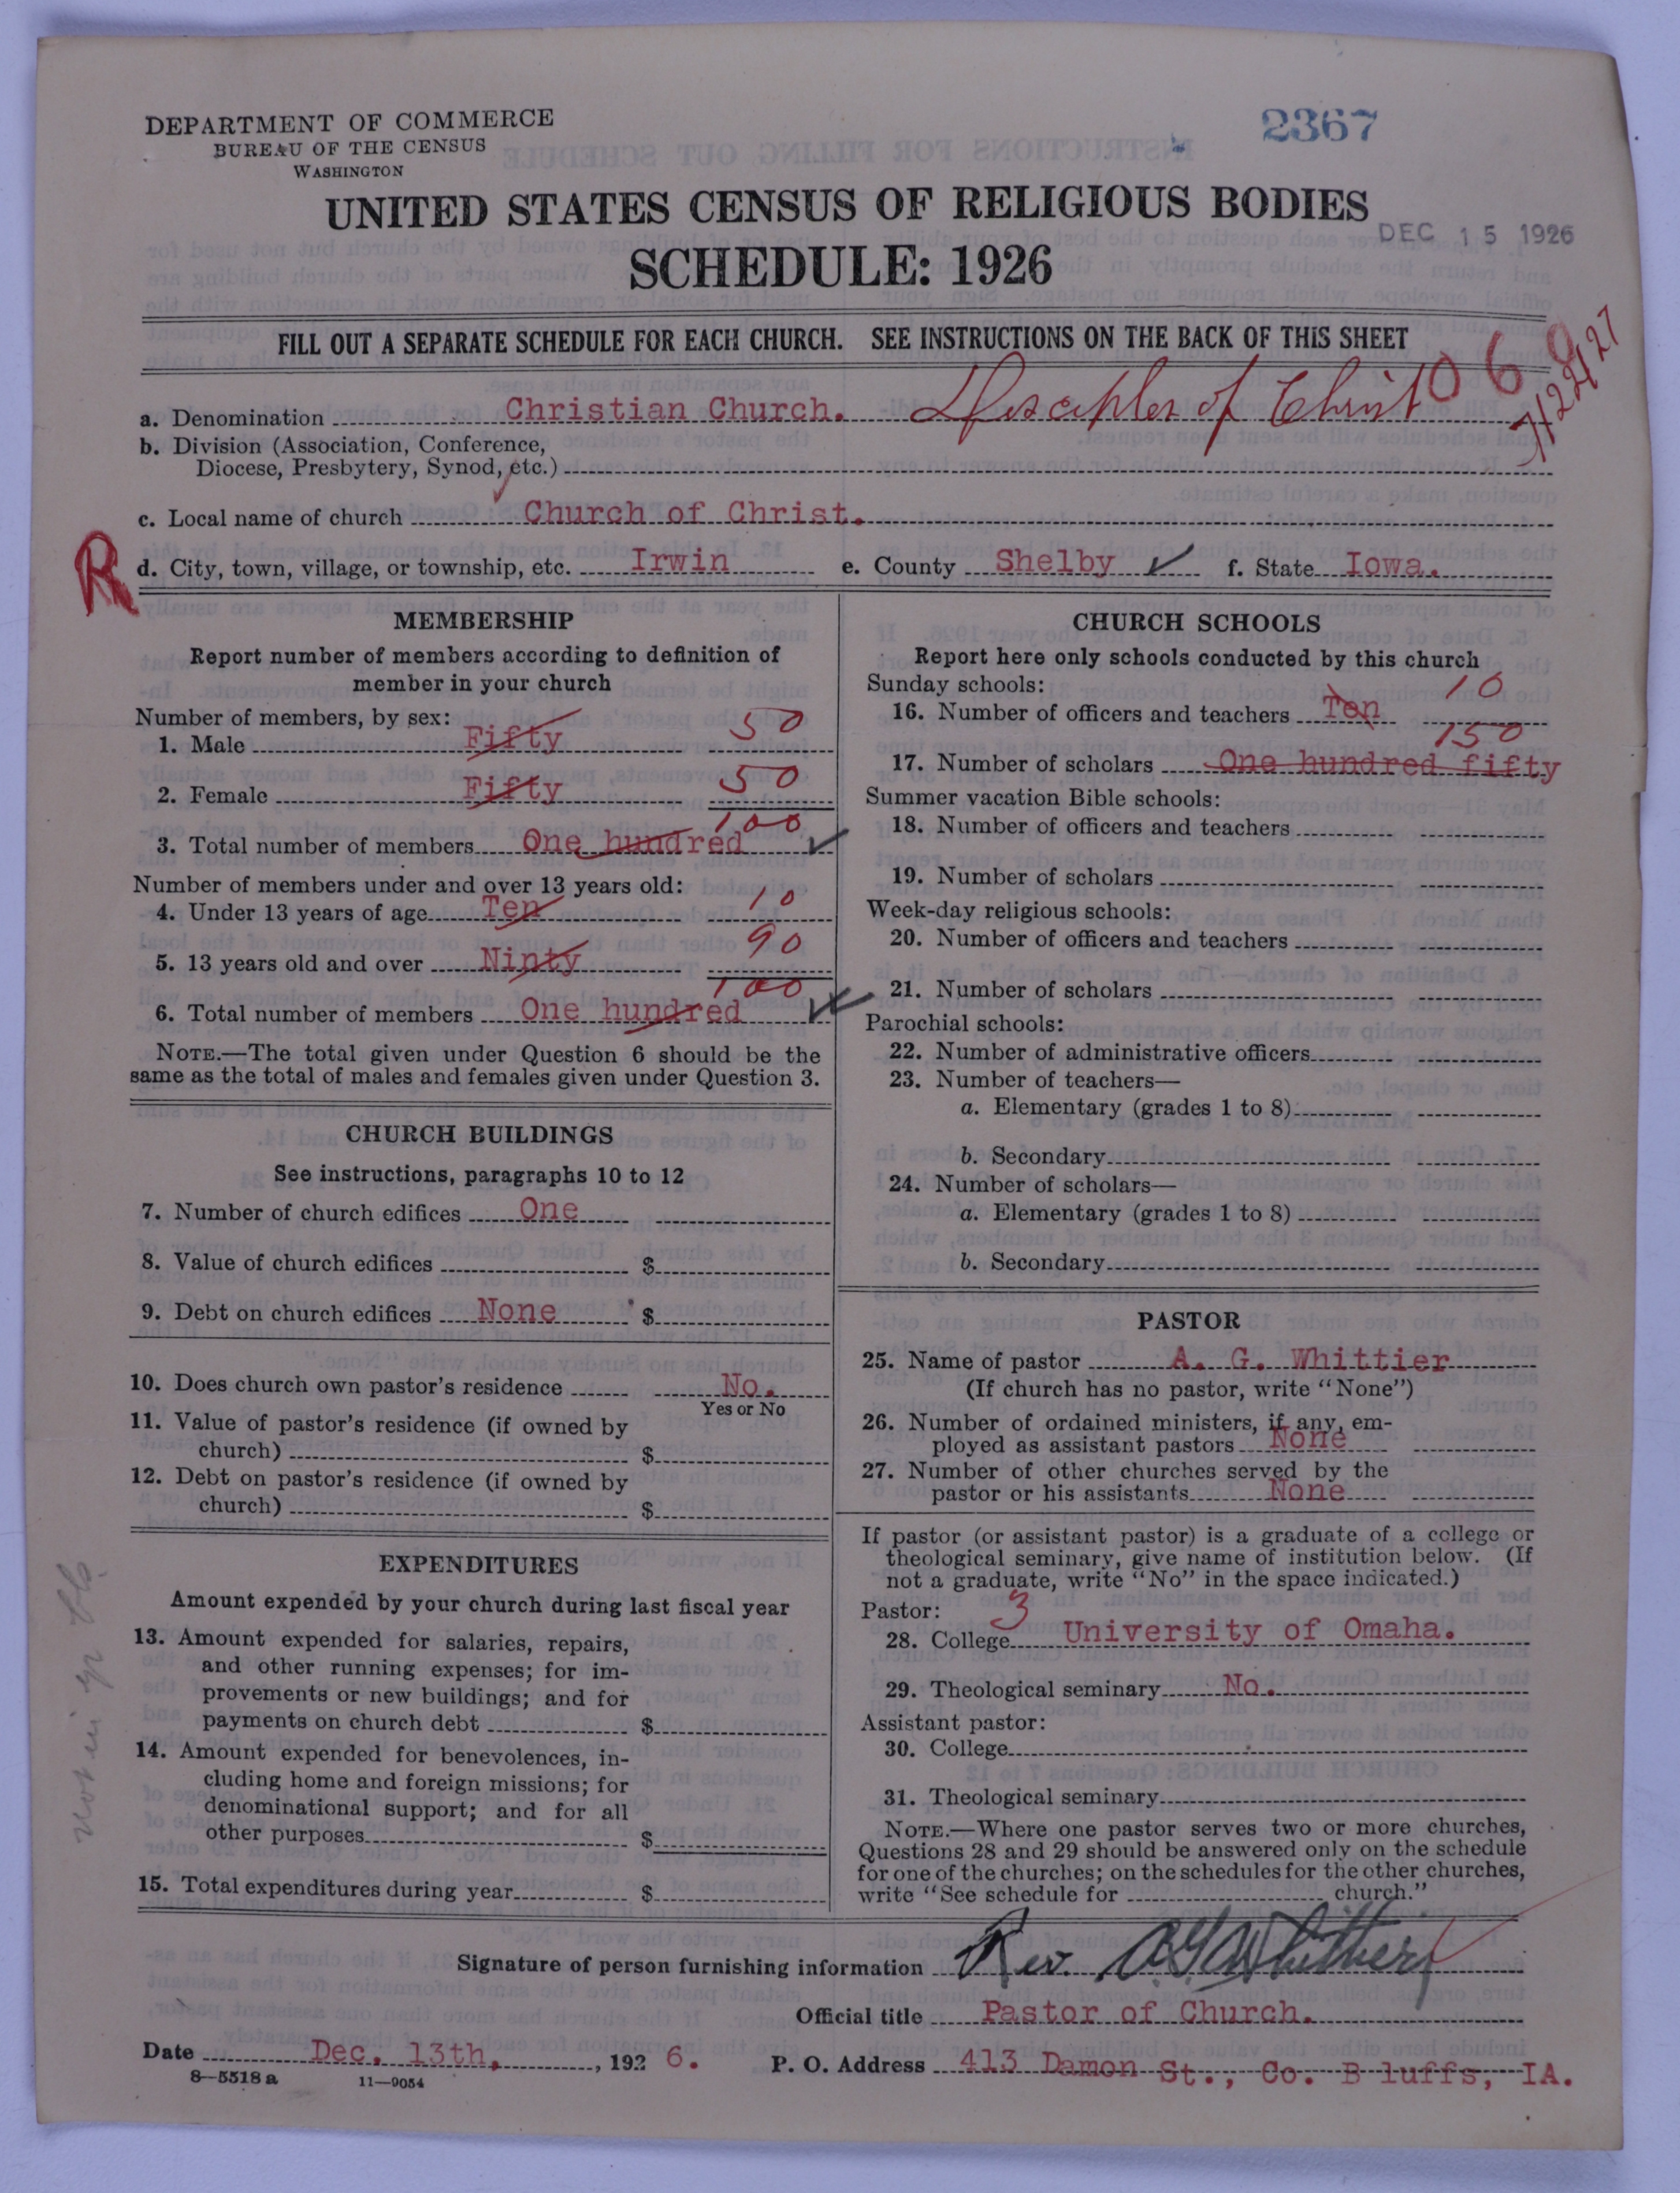 DEPARTMENT OF COMMERCE
BUREAU OF THE CENSUS
WASHINGTON
2367
UNITED STATES CENSUS OF RELIGIOUS BODIES
DEC 15 1926
SCHEDULE: 1926
FILL OUT A SEPARATE SCHEDULE FOR EACH CHURCH. SEE INSTRUCTIONS ON THE BACK OF THIS SHEET
7/22/27
a. Denomination Christian Church. Disciples of Christ 060
b. Division (Association, Conference,
Diocese, Presbytery, Synod, etc.)
c. Local name of church Church of Christ.
R
d. City, town, village, or township, etc. Irwin e. County Shelby f. State Iowa.
MEMBERSHIP
Report number of members according to definition of
member in your church
Number of members, by sex:
1. Male Fifty 50
2. Female Fifty 50
3. Total number of members One hundred 100
Number of members under and over 13 years old:
4. Under 13 years of age Ten 10
5. 13 years old and over Ninty 90
6. Total number of members One hundred 100
NOTE.—The total given under Question 6 should be the
same as the total of males and females given under Question 3.
CHURCH BUILDINGS
See instructions, paragraphs 10 to 12
7. Number of church edifices One
8. Value of church edifices $
9. Debt on church edifices None $
10. Does church own pastor's residence No.
Yes or No
11. Value of pastor's residence (if owned by
church) $
12. Debt on pastor's residence (if owned by
church) $
EXPENDITURES
Amount expended by your church during last fiscal year
13. Amount expended for salaries, repairs,
and other running expenses; for im-
provements or new buildings; and for
payments on church debt $
14. Amount expended for benevolences, in-
cluding home and foreign missions; for
denominational support; and for all
other purposes $
15. Total expenditures during year $
CHURCH SCHOOLS
Report here only schools conducted by this church
Sunday schools:
16. Number of officers and teachers Ten 10
17. Number of scholars One hundred fifty 150
Summer vacation Bible schools:
18. Number of officers and teachers
19. Number of scholars
Week-day religious schools:
20. Number of officers and teachers
21. Number of scholars
Parochial schools:
22. Number of administrative officers
23. Number of teachers—
a. Elementary (grades 1 to 8)
b. Secondary
24. Number of scholars—
a. Elementary (grades 1 to 8)
b. Secondary
PASTOR
25. Name of pastor A. G. Whittier
(If church has no pastor, write "None")
26. Number of ordained ministers, if any, em-
ployed as assistant pastors None
27. Number of other churches served by the
pastor or his assistants None
If pastor (or assistant pastor) is a graduate of a college or
theological seminary, give name of institution below. (If
not a graduate, write "No" in the space indicated.)
Pastor: 3
28. College University of Omaha.
29. Theological seminary No.
Assistant pastor:
30. College
31. Theological seminary
NOTE.—Where one pastor serves two or more churches,
Questions 28 and 29 should be answered only on the schedule
for one of the churches; on the schedules for the other churches,
write "See schedule for church."
Signature of person furnishing information Rev. A G Whittier
Official title Pastor of Church.
Date Dec. 13th, , 192 6. P. O. Address 413 Damon St., Co. B luffs, IA.
8—5518 a 11—9054